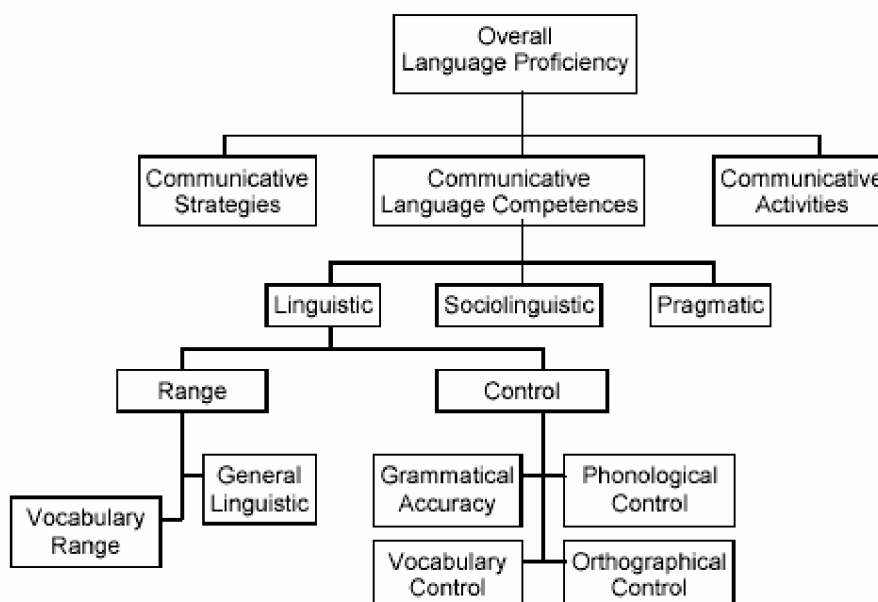 Overall
Language Proficiency
Communicative
Strategies
Communicative
Language Competences
Communicative
Activities
Linguistic
Sociolinguistic
Pragmatic
Range
Control
General
Linguistic
Vocabulary
Range
Grammatical
Accuracy
Phonological
Control
Vocabulary
Control
Orthographical
Control